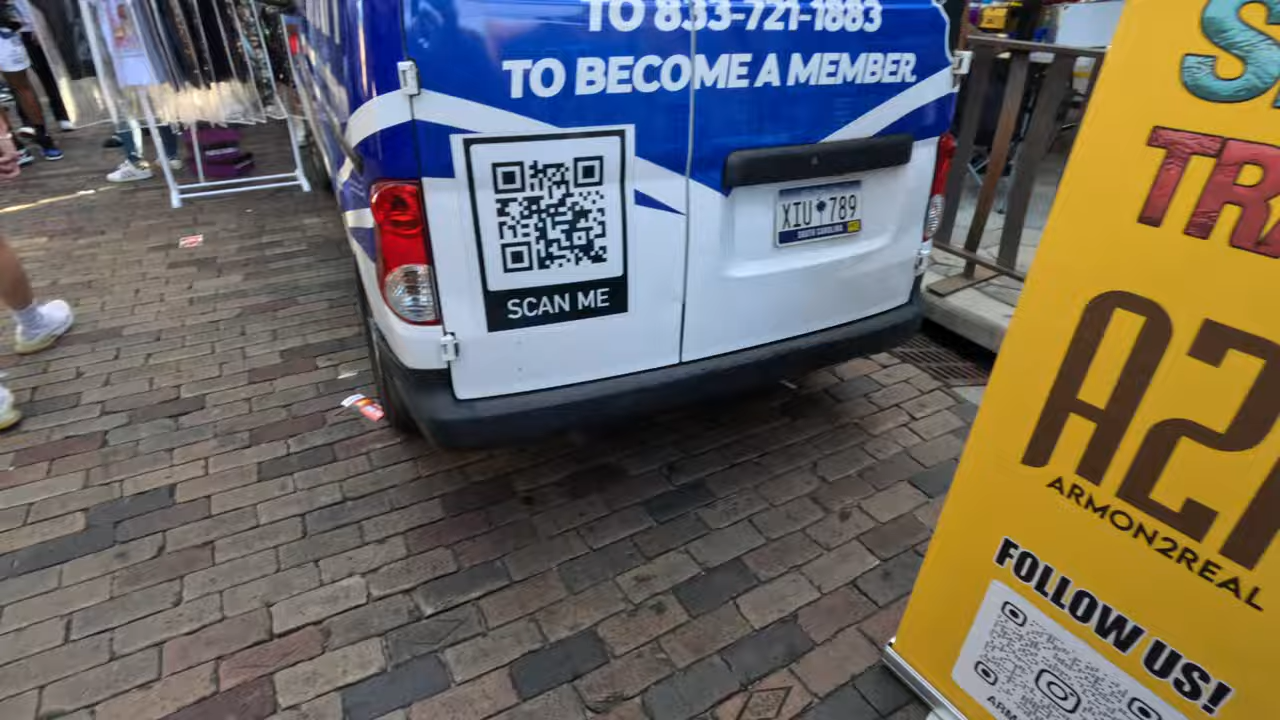 TO 833-721-1883
TO BECOME A MEMBER
SCAN ME
XIU 789
SOUTH CAROLINA
TR
A2
ARMON2REAL
FOLLOW US!